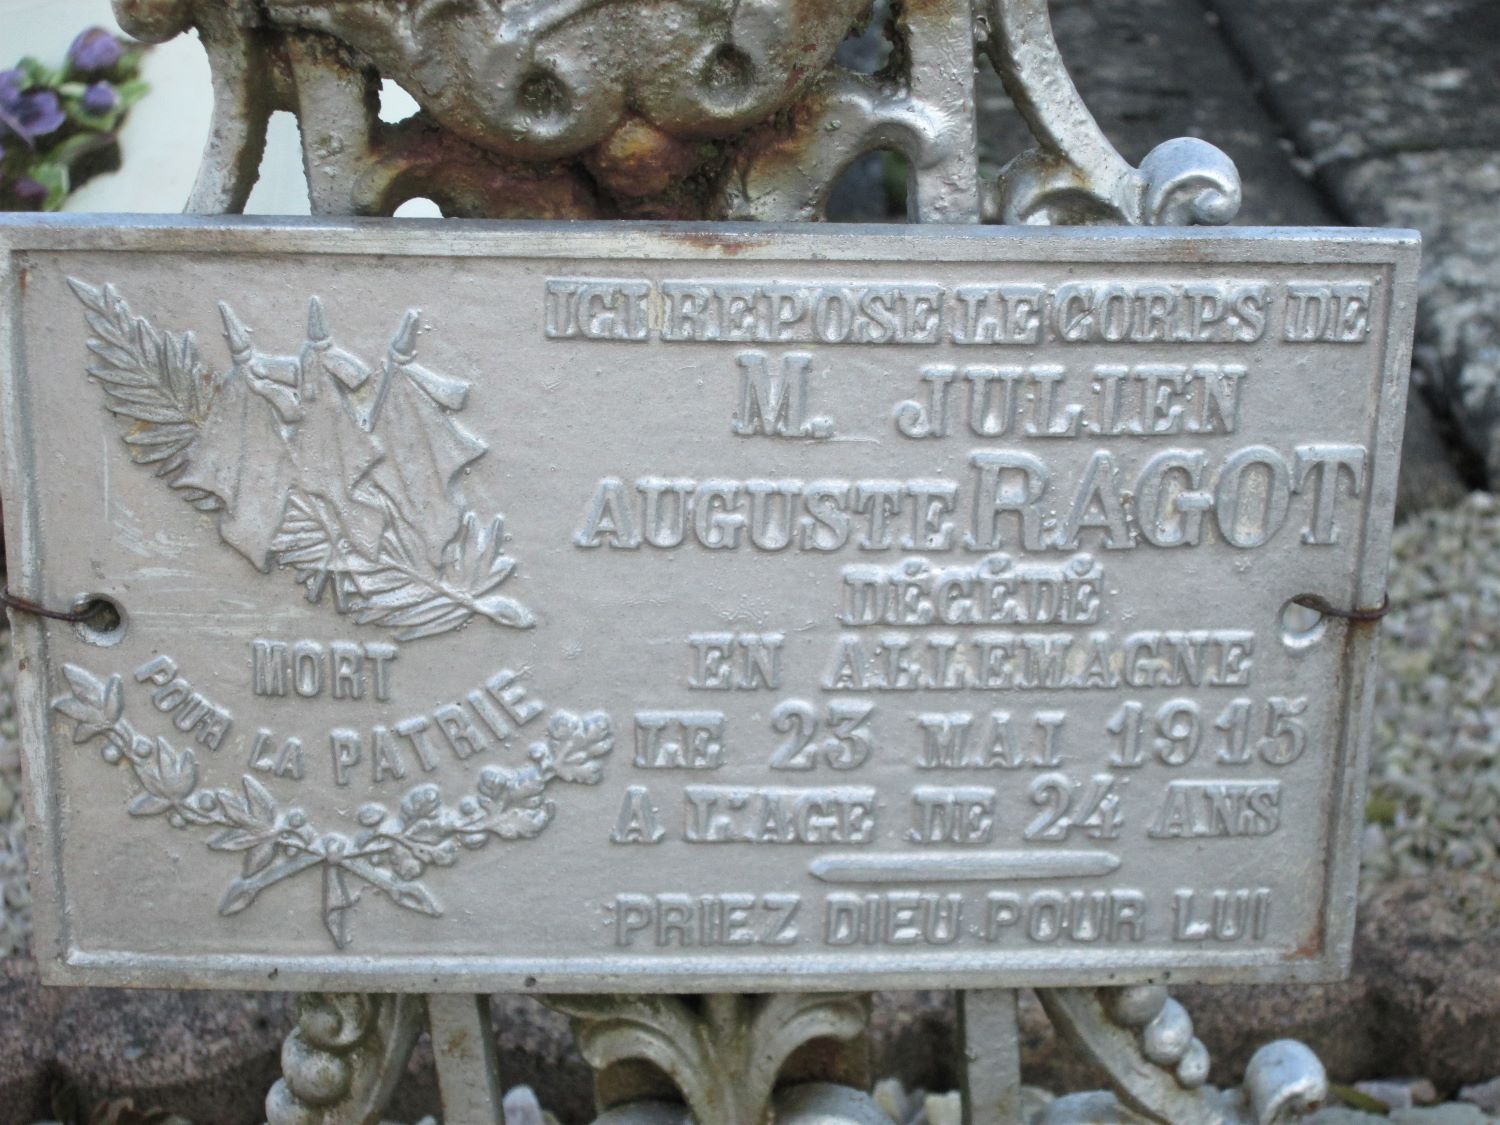 MORT
POUR LA PATRIE
ICI REPOSE LE CORPS DE
M. JULIEN
AUGUSTE RAGOT
DÉCÉDÉ
EN ALLEMAGNE
LE 23 MAI 1915
A L'AGE DE 24 ANS
PRIEZ DIEU POUR LUI